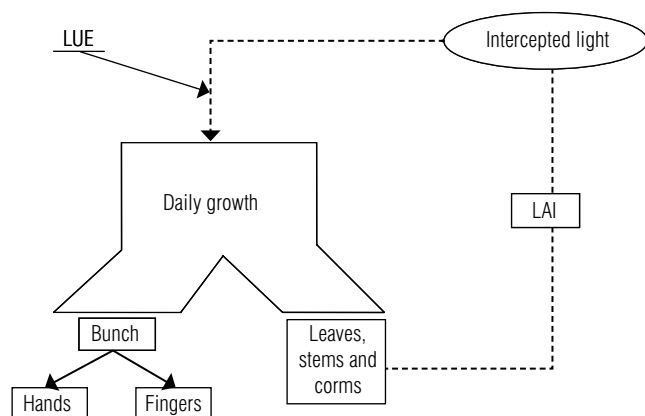 LUE
Intercepted light
Daily growth
LAI
Bunch
Leaves,
stems and
corms
Hands
Fingers